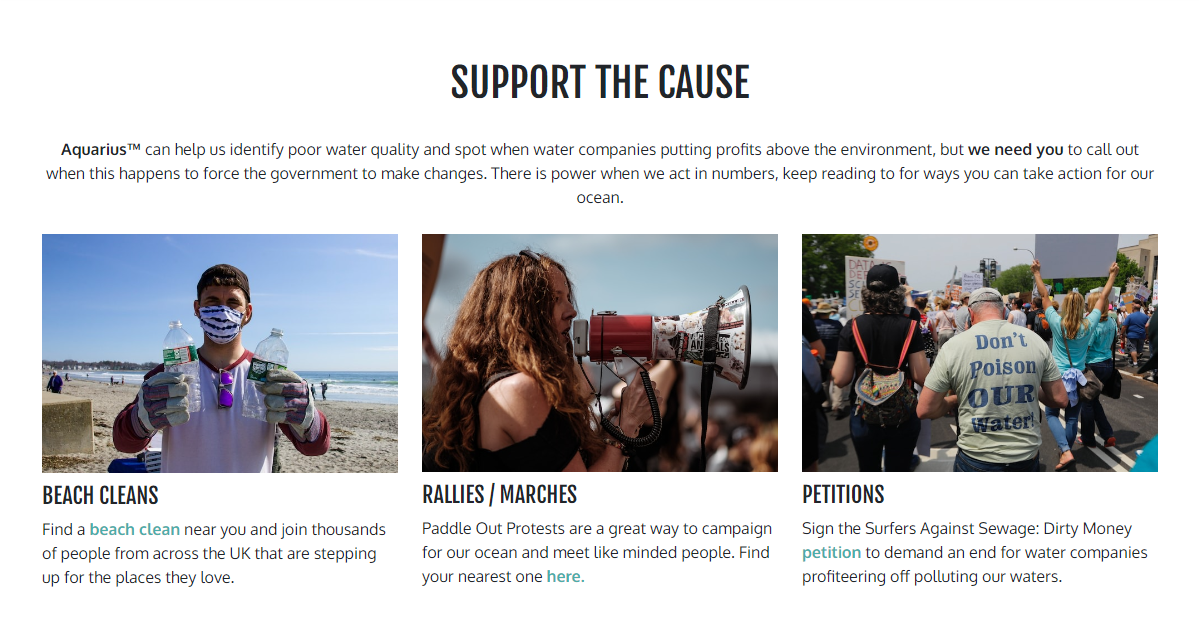 SUPPORT THE CAUSE
Aquarius™ can help us identify poor water quality and spot when water companies putting profits above the environment, but we need you to call out
when this happens to force the government to make changes. There is power when we act in numbers, keep reading to for ways you can take action for our
ocean.
Don't
Poison
OUR
Water!
BEACH CLEANS
Find a beach clean near you and join thousands
of people from across the UK that are stepping
up for the places they love.
RALLIES / MARCHES
Paddle Out Protests are a great way to campaign
for our ocean and meet like minded people. Find
your nearest one here.
PETITIONS
Sign the Surfers Against Sewage: Dirty Money
petition to demand an end for water companies
profiteering off polluting our waters.